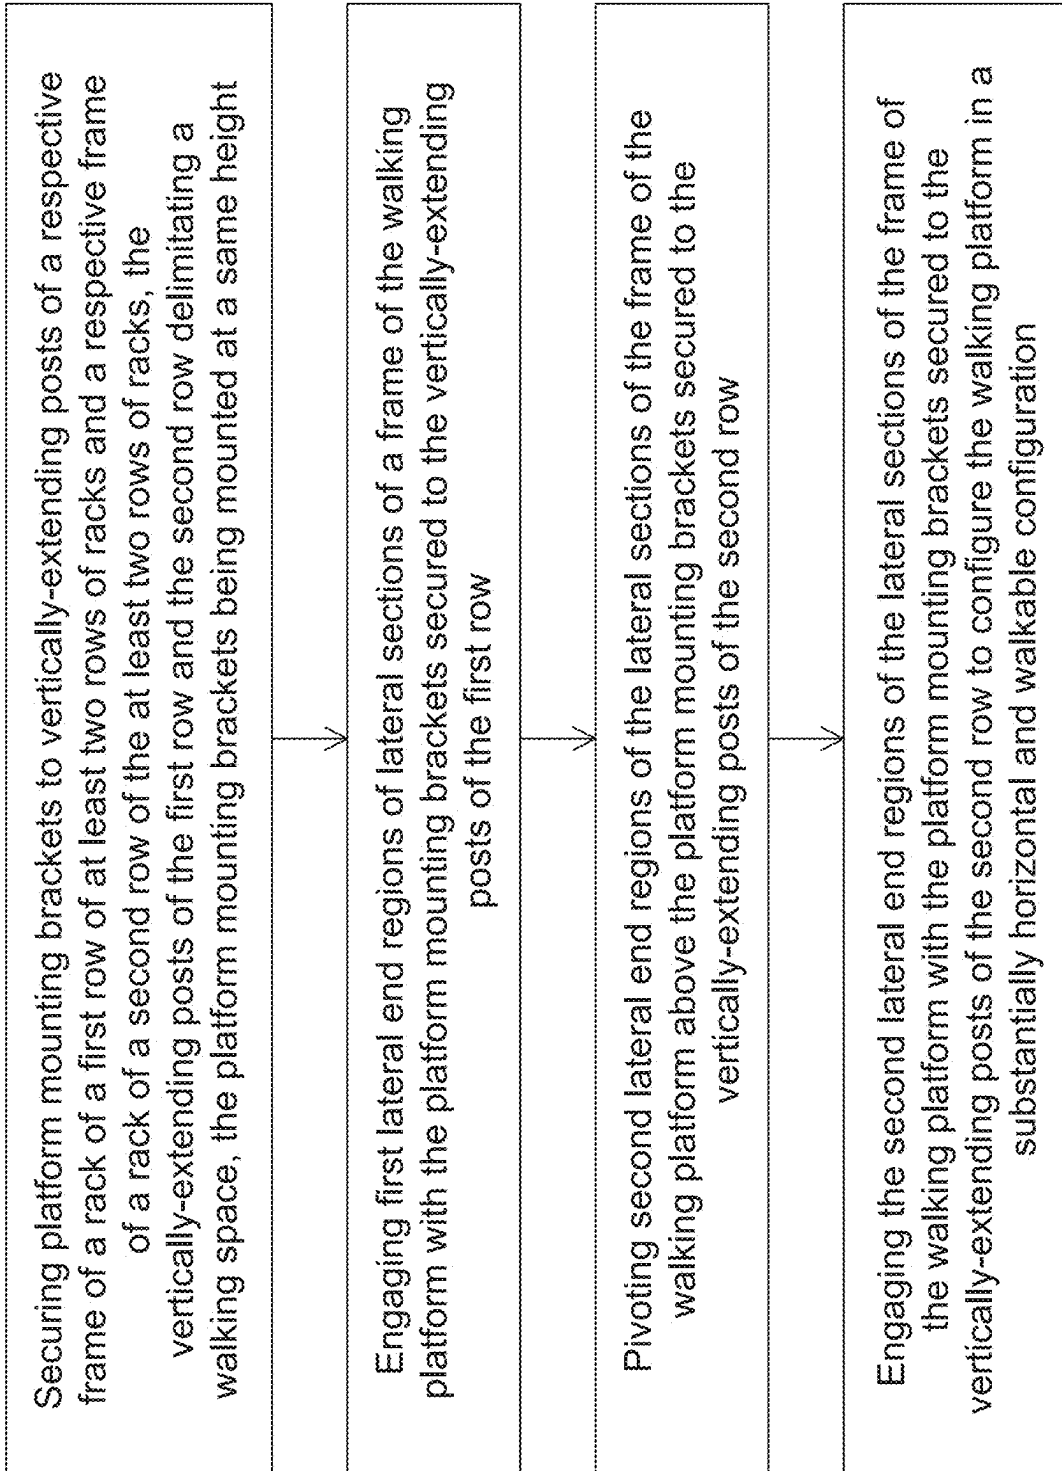 Securing platform mounting brackets to vertically-extending posts of a respective
frame of a rack of a first row of at least two rows of racks and a respective frame
of a rack of a second row of the at least two rows of racks, the
vertically-extending posts of the first row and the second row delimitating a
walking space, the platform mounting brackets being mounted at a same height
Engaging first lateral end regions of lateral sections of a frame of the walking
platform with the platform mounting brackets secured to the vertically-extending
posts of the first row
Pivoting second lateral end regions of the lateral sections of the frame of the
walking platform above the platform mounting brackets secured to the
vertically-extending posts of the second row
Engaging the second lateral end regions of the lateral sections of the frame of
the walking platform with the platform mounting brackets secured to the
vertically-extending posts of the second row to configure the walking platform in a
substantially horizontal and walkable configuration